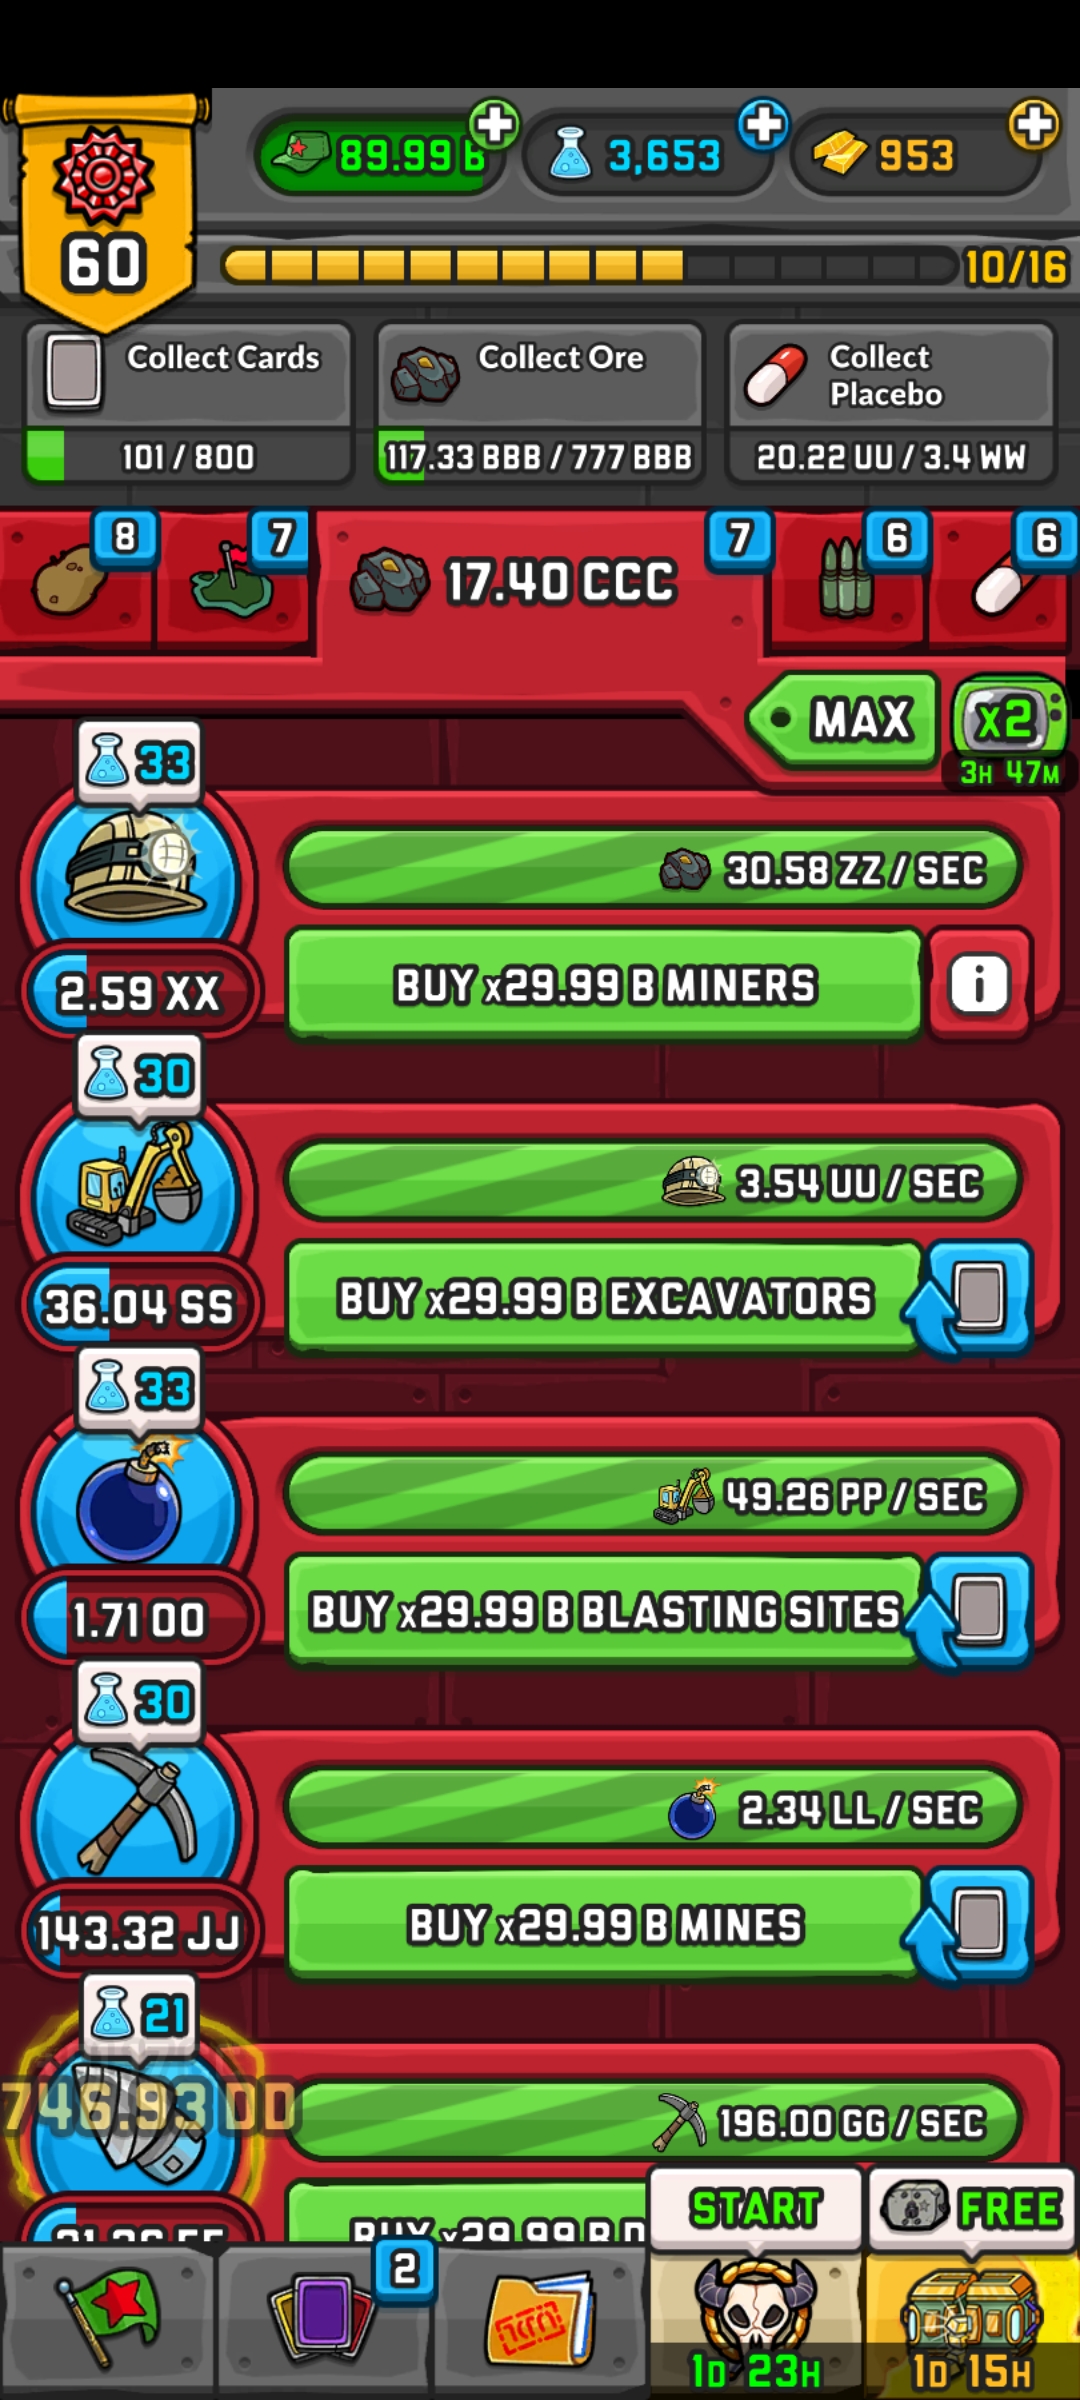 89.99 B
3,653
953
60
10/16
Collect Cards
101 / 800
Collect Ore
117.33 BBB / 777 BBB
Collect
Placebo
20.22 UU / 3.4 WW
8
7
17.40 CCC
7
6
6
MAX
x2
3H 47M
33
30.58 ZZ / SEC
2.59 XX
BUY x29.99 B MINERS
i
30
3.54 UU / SEC
36.04 SS
BUY x29.99 B EXCAVATORS
33
49.26 PP / SEC
1.71 OO
BUY x29.99 B BLASTING SITES
30
2.34 LL / SEC
143.32 JJ
BUY x29.99 B MINES
21
746.93 DD
196.00 GG / SEC
BUY x29.99 B
START
FREE
2
1D 23H
1D 15H